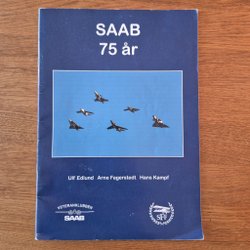 SAAB
75 år
Ulf Edlund Arne Fagerstedt Hans Kampf
VETERANKLUBBEN
SAAB
SFF